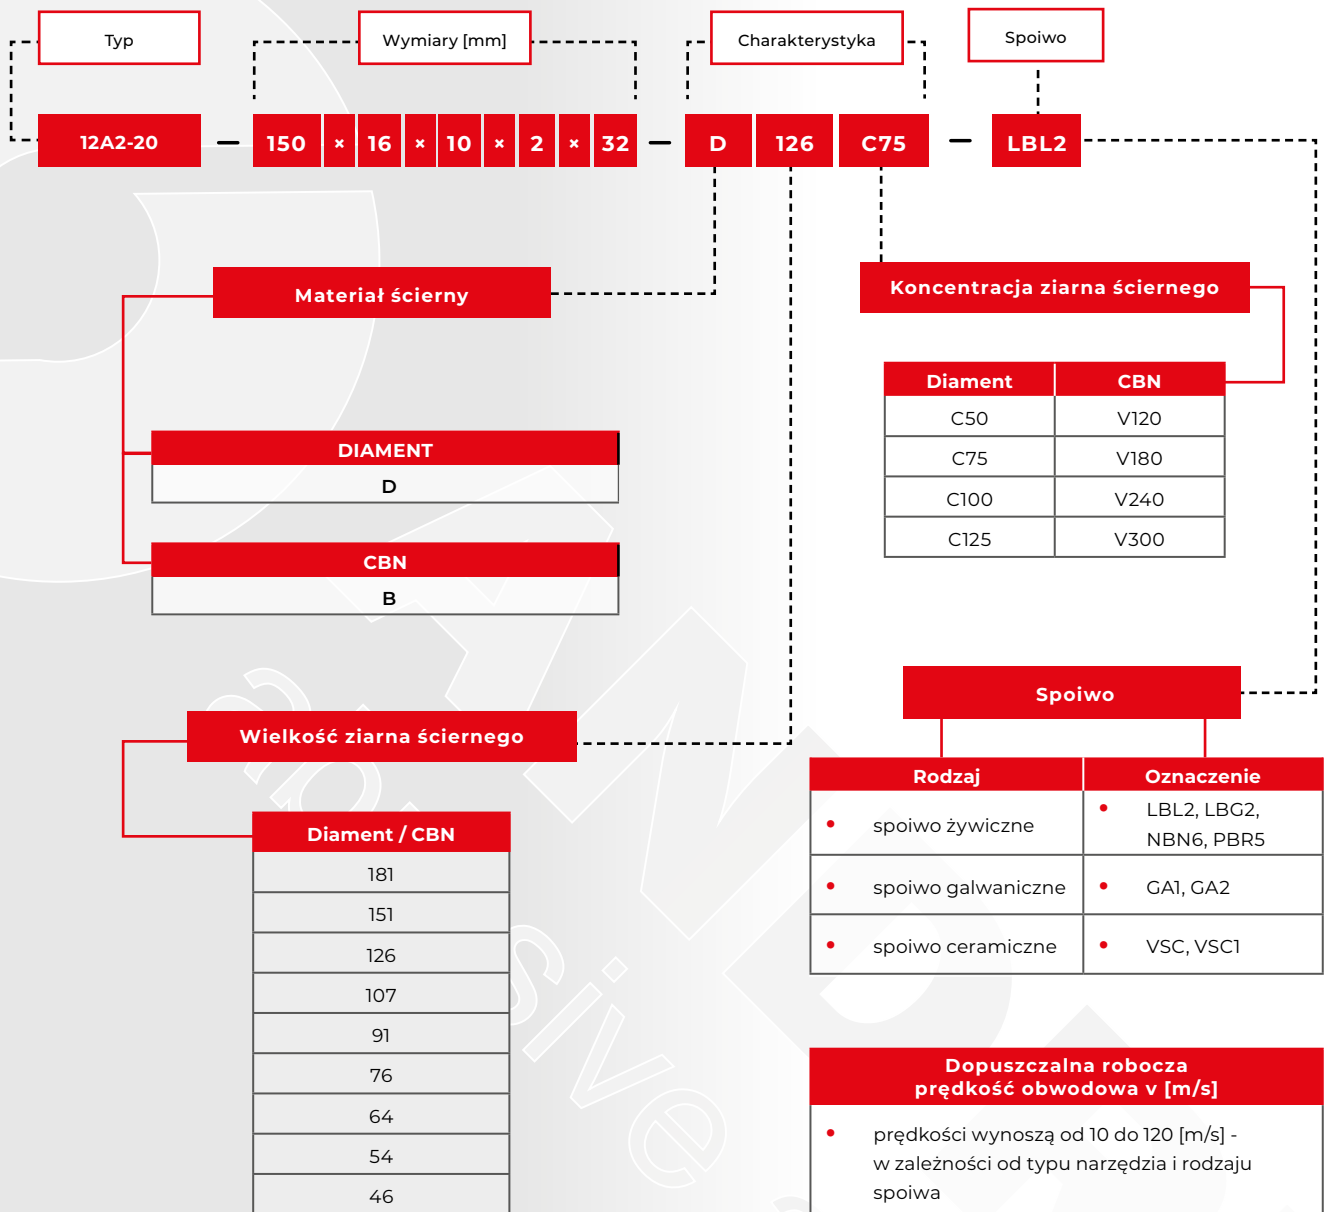 Typ
Wymiary [mm]
Charakterystyka
Spoiwo
12A2-20 – 150 × 16 × 10 × 2 × 32 – D 126 C75 – LBL2
Materiał ścierny
DIAMENT
D
CBN
B
Koncentracja ziarna ściernego
Diament CBN
C50 V120
C75 V180
C100 V240
C125 V300
Wielkość ziarna ściernego
Diament / CBN
181
151
126
107
91
76
64
54
46
Spoiwo
Rodzaj Oznaczenie
• spoiwo żywiczne • LBL2, LBG2,
NBN6, PBR5
• spoiwo galwaniczne • GA1, GA2
• spoiwo ceramiczne • VSC, VSC1
Dopuszczalna robocza
prędkość obwodowa v [m/s]
• prędkości wynoszą od 10 do 120 [m/s] -
w zależności od typu narzędzia i rodzaju
spoiwa